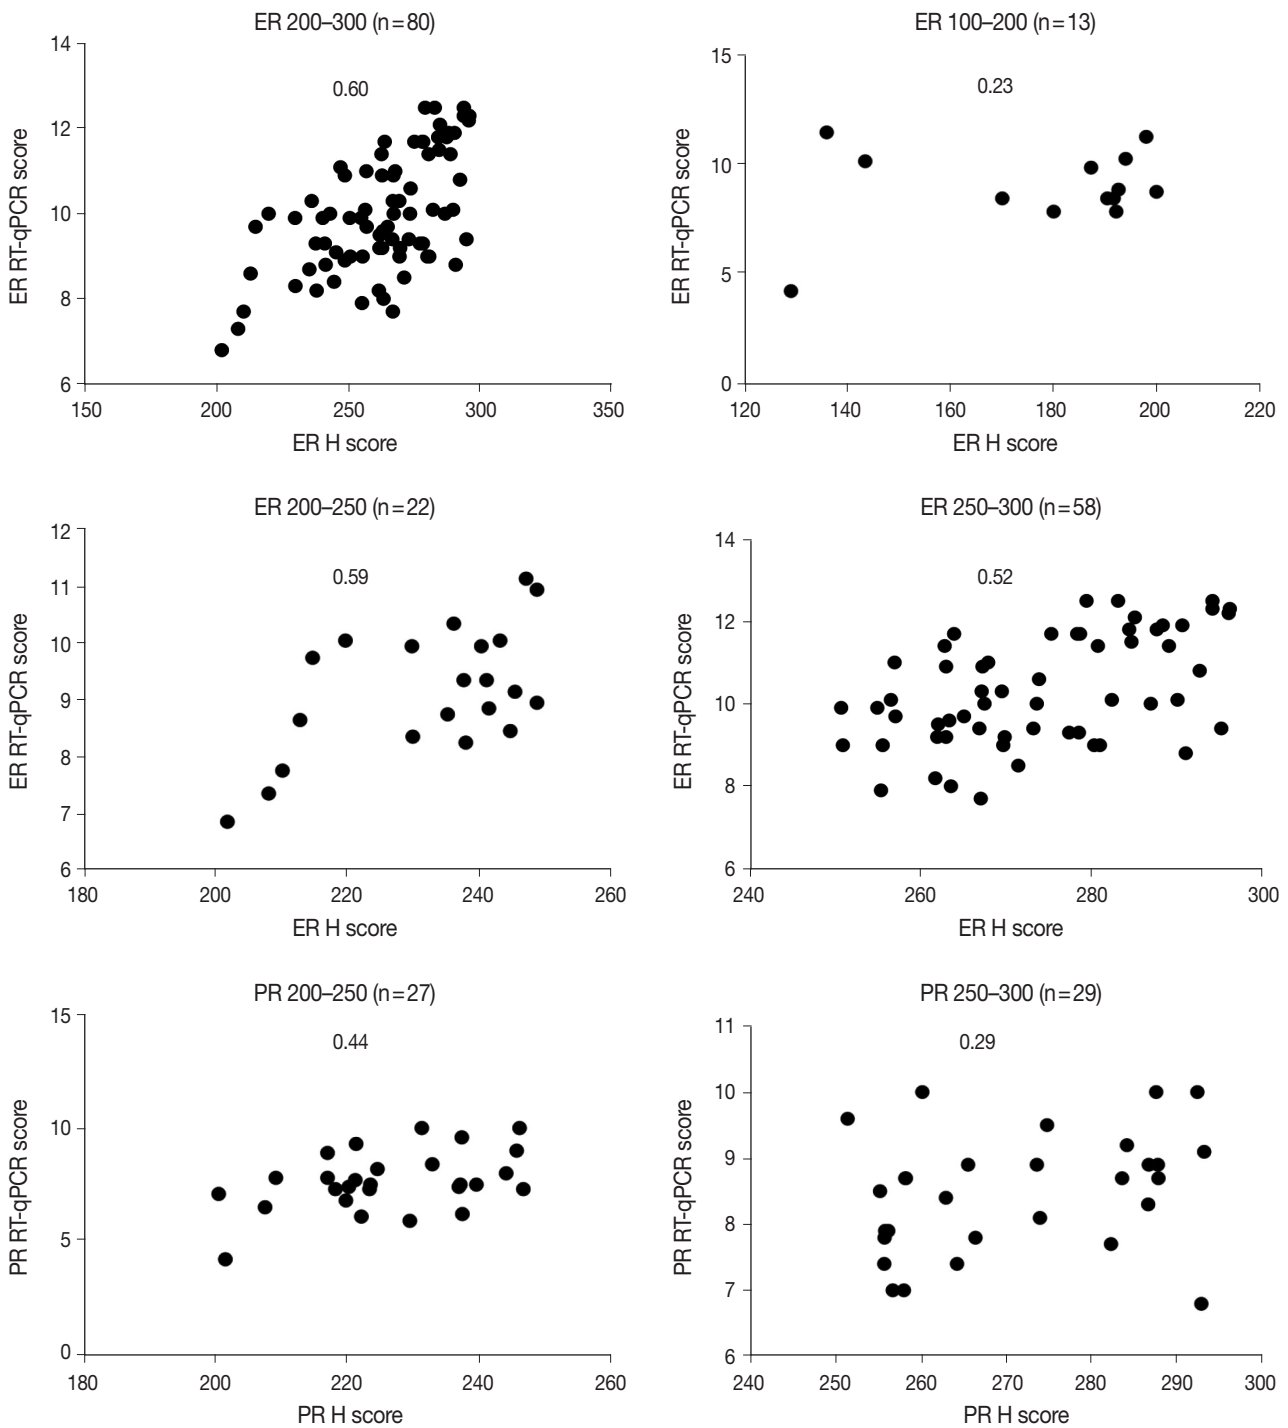 ER 200–300 (n=80)
14
12
10
8
6
0.60
ER RT-qPCR score
150 200 250 300 350
ER H score
ER 100–200 (n=13)
15
10
5
0
0.23
ER RT-qPCR score
120 140 160 180 200 220
ER H score
ER 200–250 (n=22)
12
11
10
9
8
7
6
0.59
ER RT-qPCR score
180 200 220 240 260
ER H score
ER 250–300 (n=58)
14
12
10
8
6
0.52
ER RT-qPCR score
240 260 280 300
ER H score
PR 200–250 (n=27)
15
10
5
0
0.44
PR RT-qPCR score
180 200 220 240 260
PR H score
PR 250–300 (n=29)
11
10
9
8
7
6
0.29
PR RT-qPCR score
240 250 260 270 280 290 300
PR H score